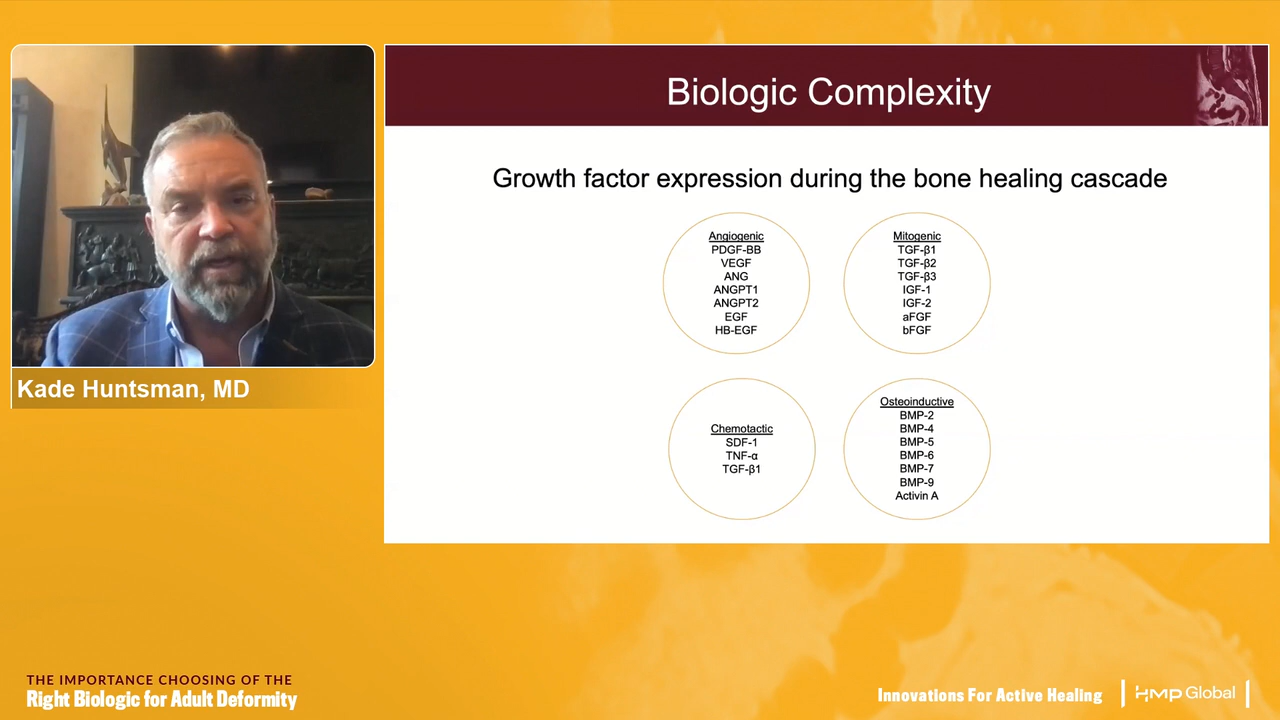 Biologic Complexity
Growth factor expression during the bone healing cascade
Angiogenic
PDGF-BB
VEGF
ANG
ANGPT1
ANGPT2
EGF
HB-EGF
Mitogenic
TGF-β1
TGF-β2
TGF-β3
IGF-1
IGF-2
aFGF
bFGF
Chemotactic
SDF-1
TNF-α
TGF-β1
Osteoinductive
BMP-2
BMP-4
BMP-5
BMP-6
BMP-7
BMP-9
Activin A
Kade Huntsman, MD
THE IMPORTANCE CHOOSING OF THE
Right Biologic for Adult Deformity
Innovations For Active Healing
HMP Global